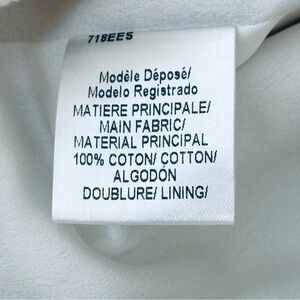 718EES
Modèle Déposé/
Modelo Registrado
MATIERE PRINCIPALE/
MAIN FABRIC/
MATERIAL PRINCIPAL
100% COTON/ COTTON/
ALGODÓN
DOUBLURE/ LINING/